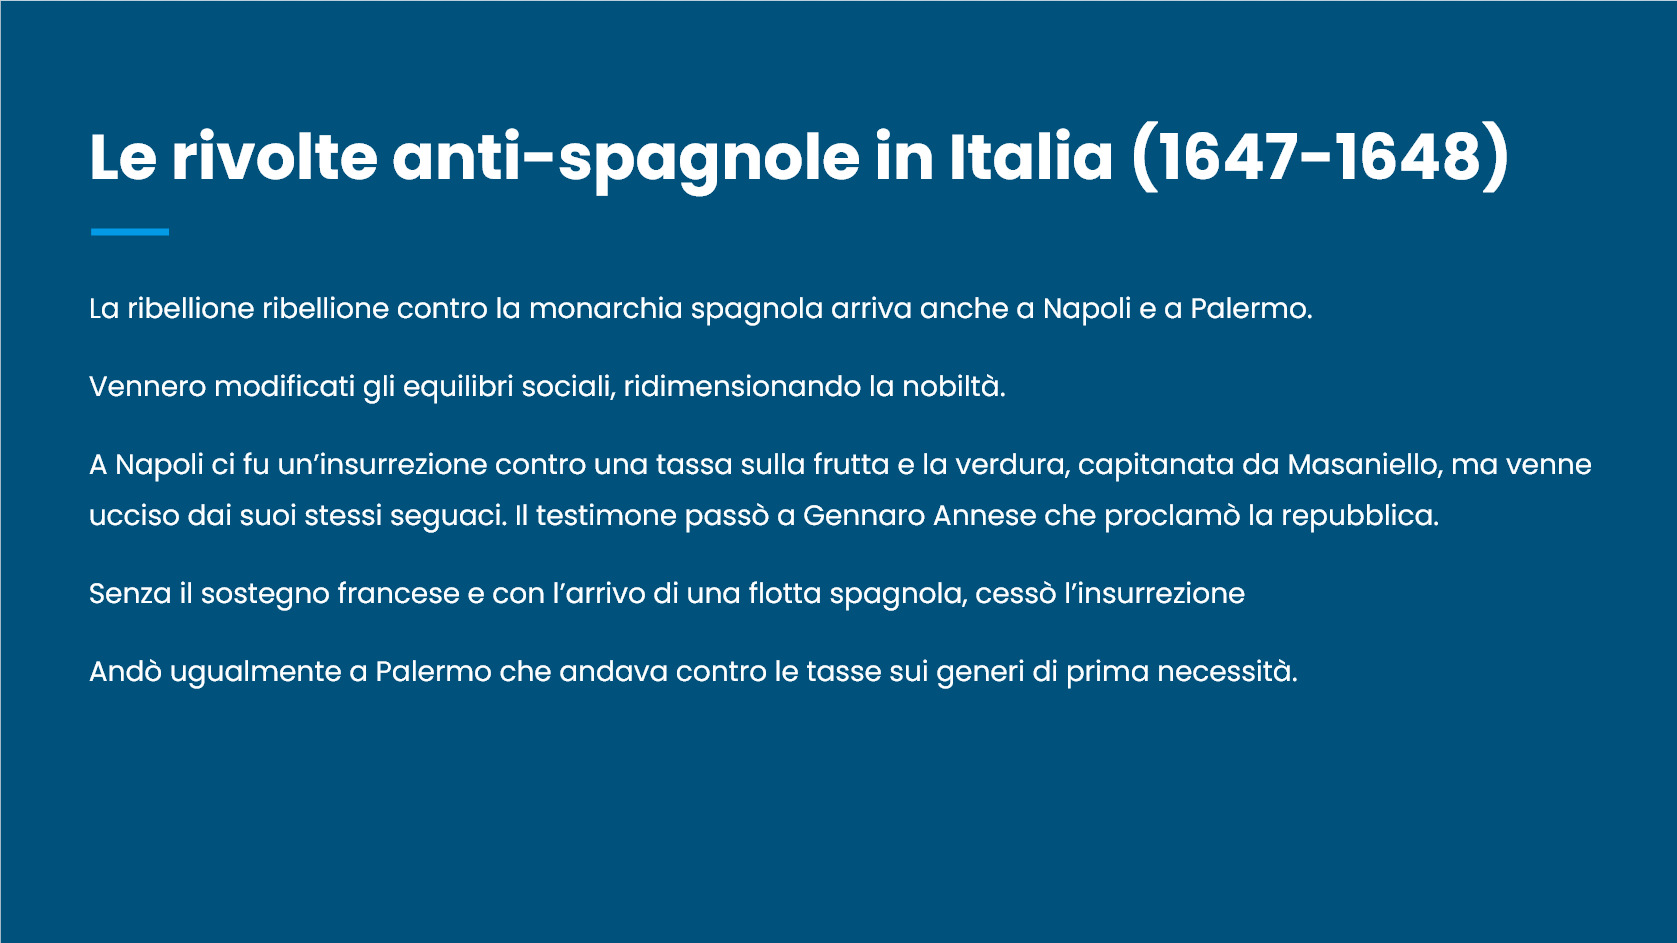 Le rivolte anti-spagnole in Italia (1647-1648)
La ribellione ribellione contro la monarchia spagnola arriva anche a Napoli e a Palermo.
Vennero modificati gli equilibri sociali, ridimensionando la nobiltà.
A Napoli ci fu un’insurrezione contro una tassa sulla frutta e la verdura, capitanata da Masaniello, ma venne
ucciso dai suoi stessi seguaci. Il testimone passò a Gennaro Annese che proclamò la repubblica.
Senza il sostegno francese e con l’arrivo di una flotta spagnola, cessò l’insurrezione
Andò ugualmente a Palermo che andava contro le tasse sui generi di prima necessità.